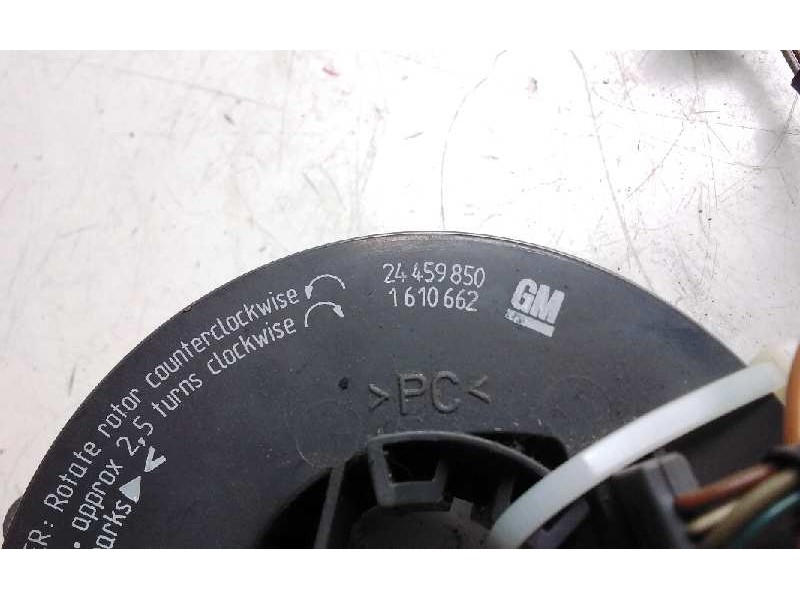 24 459 850
1 610 662
GM
>PC<
ER: Rotate rotor counterclockwise
approx 2,5 turns clockwise
arks